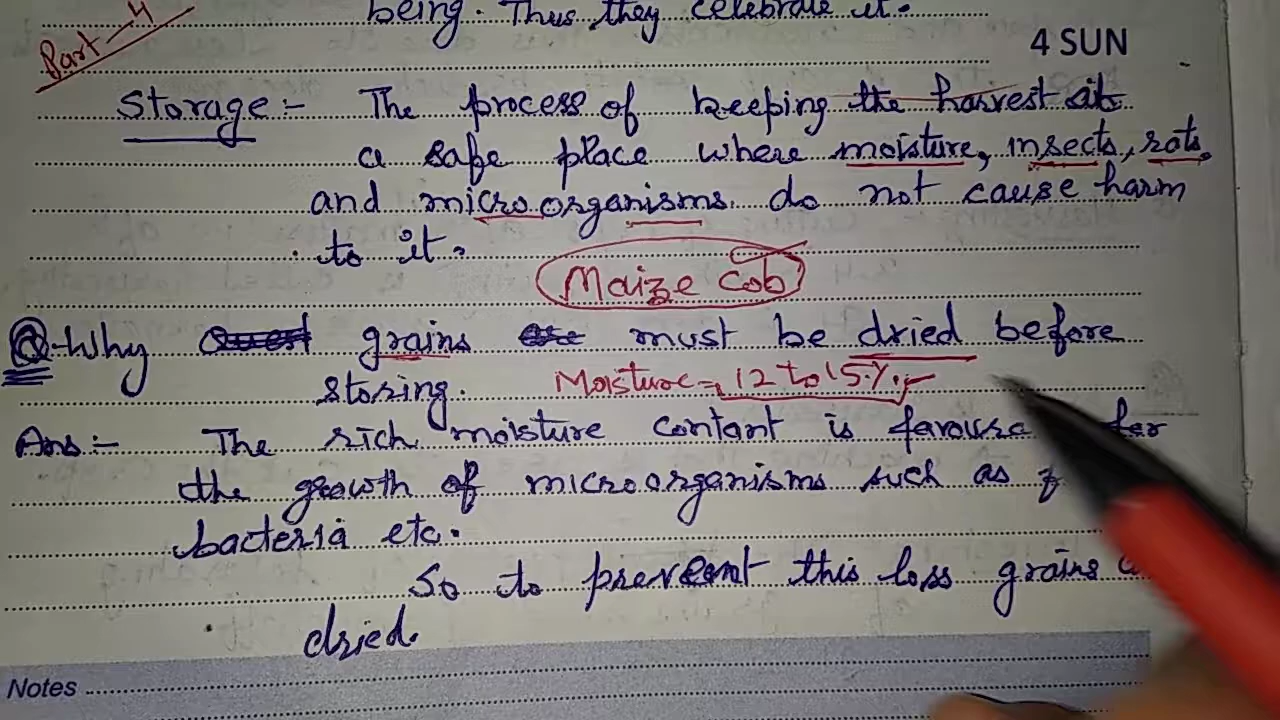 being. Thus they celebrate it.
Part - 4
4 SUN
Storage :- The process of keeping the harvest at
a safe place where moisture, insects, rats,
and microorganisms do not cause harm
to it.
Maize Cob
Q - Why grains must be dried before
storing.
Moisture = 12 to 15%.
Ans :- The rich moisture contant is favoura for
the growth of microorganisms such as
bacteria etc.
So to prevent this loss grains
dried.
Notes